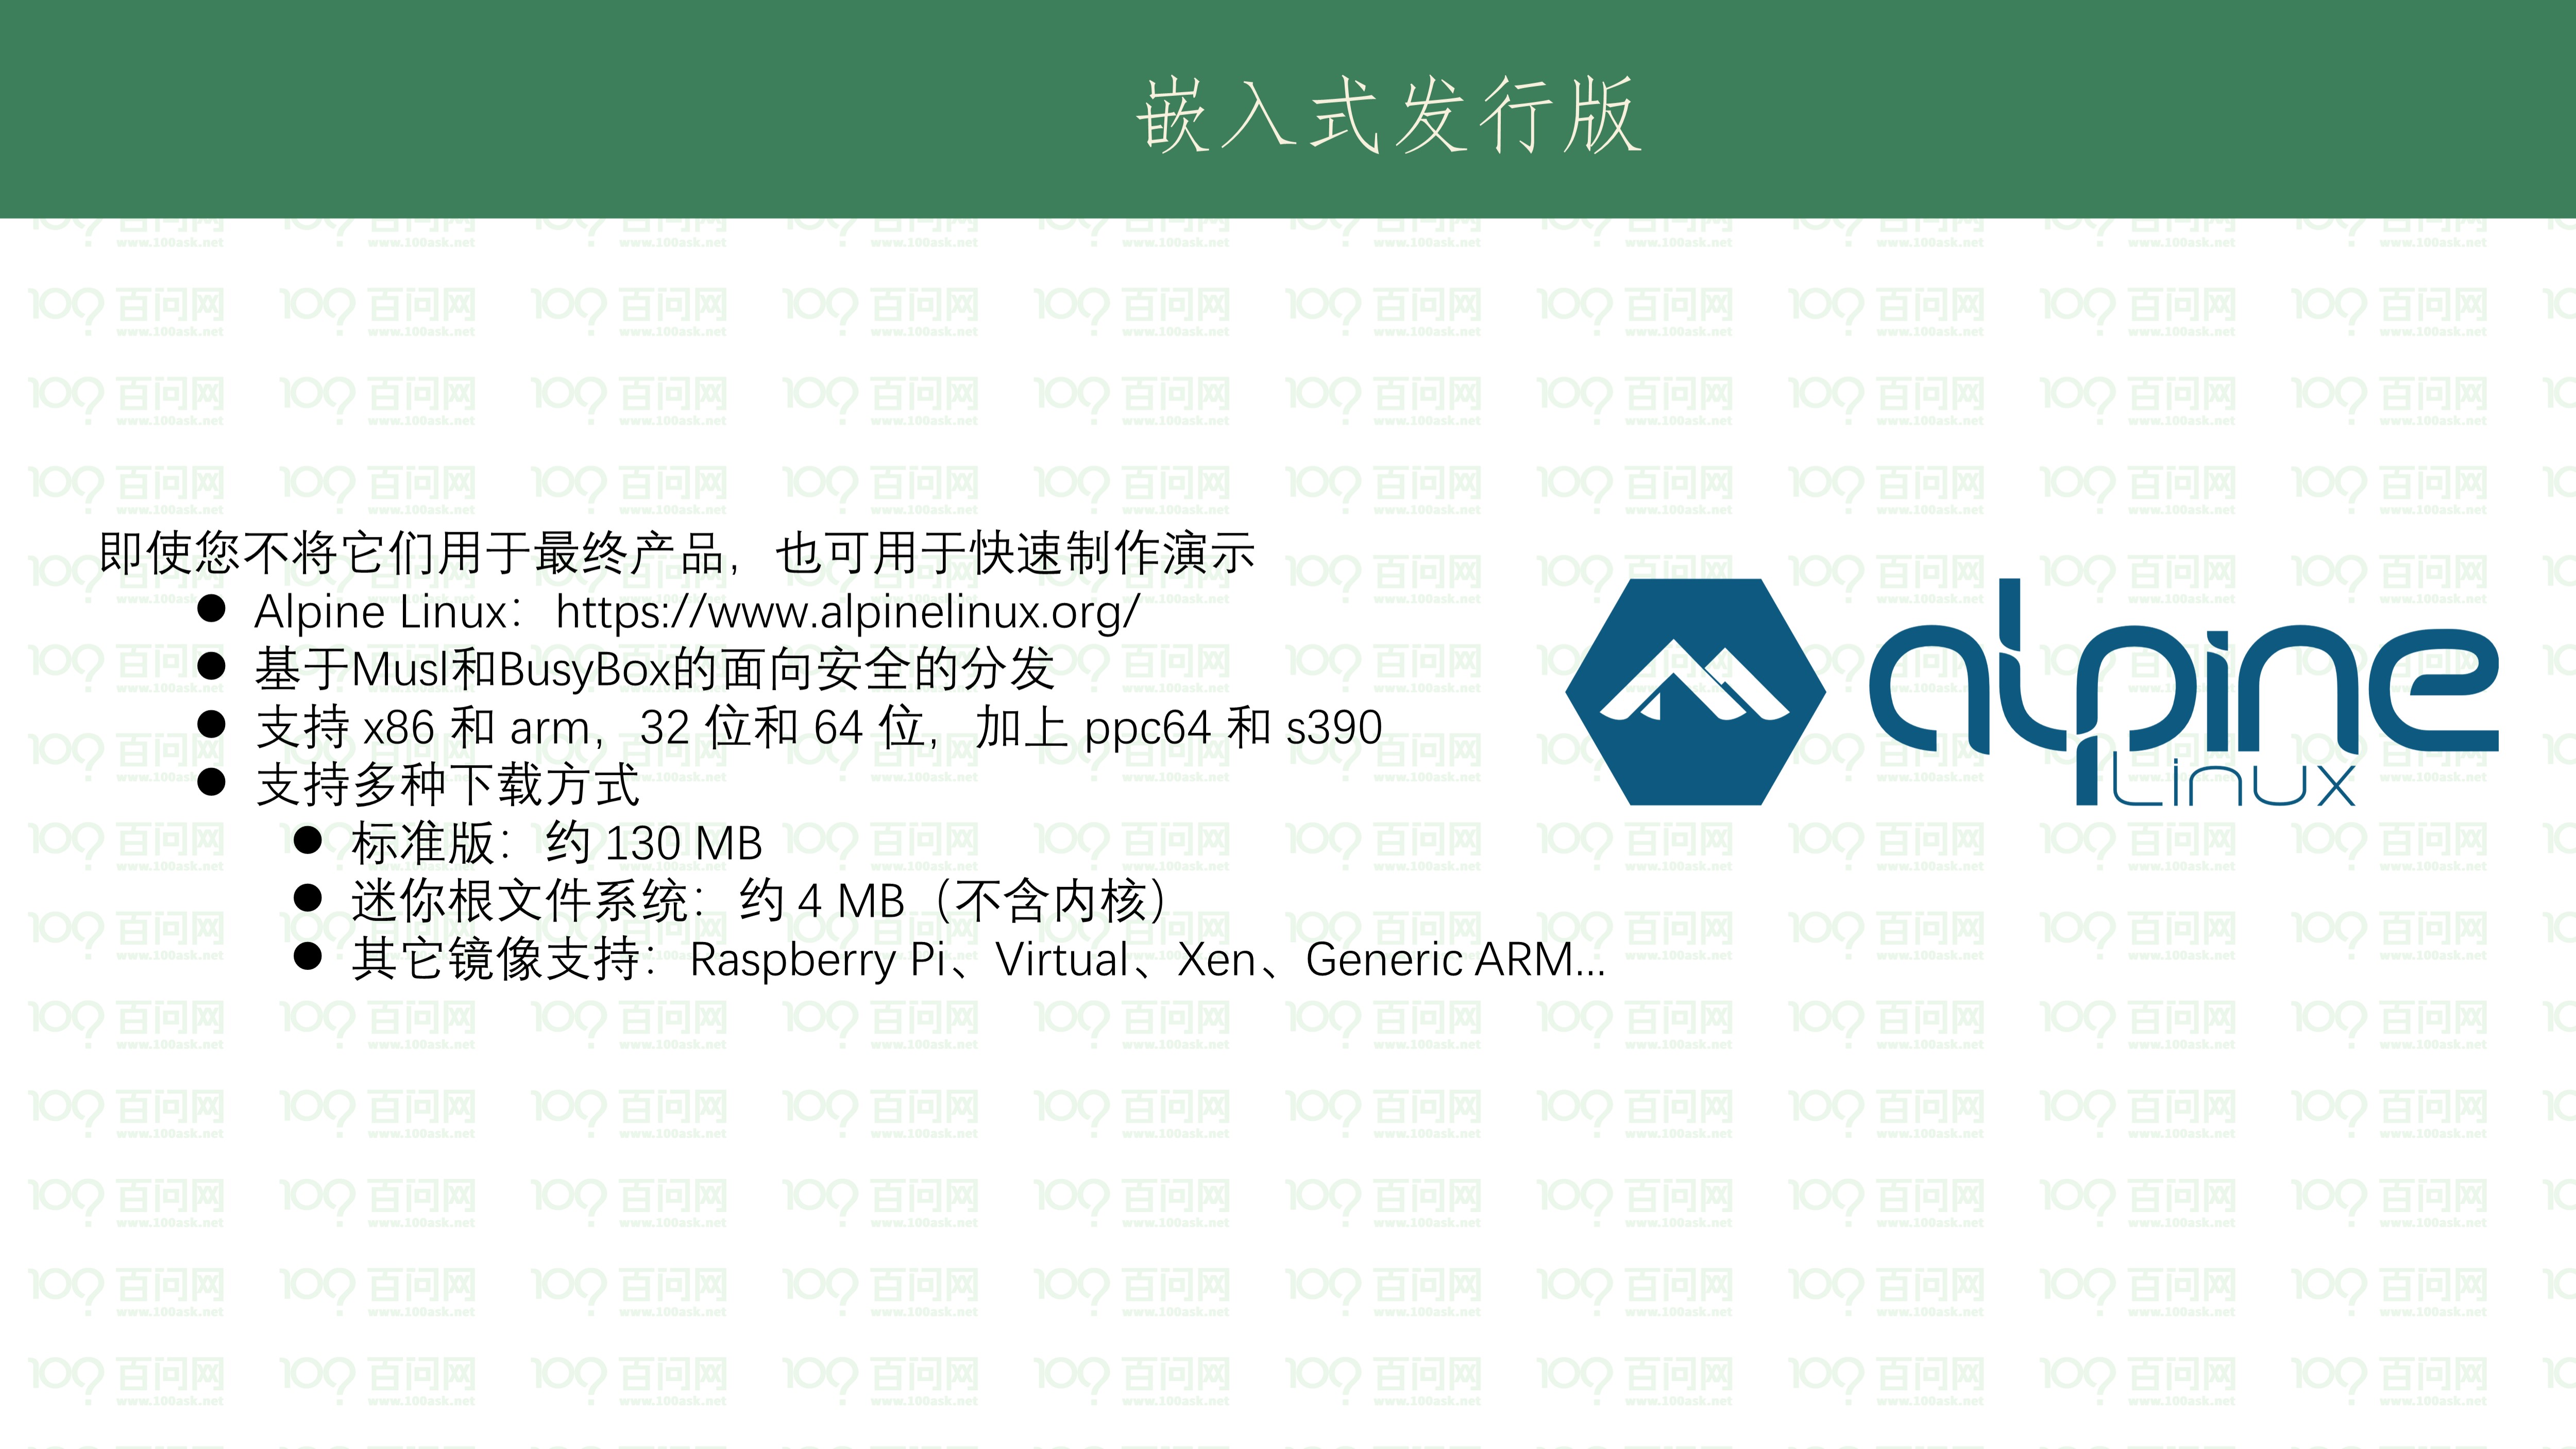 嵌入式发行版
即使您不将它们用于最终产品，也可用于快速制作演示
● Alpine Linux：https://www.alpinelinux.org/
● 基于Musl和BusyBox的面向安全的分发
● 支持 x86 和 arm，32 位和 64 位，加上 ppc64 和 s390
● 支持多种下载方式
● 标准版：约 130 MB
● 迷你根文件系统：约 4 MB（不含内核）
● 其它镜像支持：Raspberry Pi、Virtual、Xen、Generic ARM...
alpine
Linux
100? 百问网
www.100ask.net